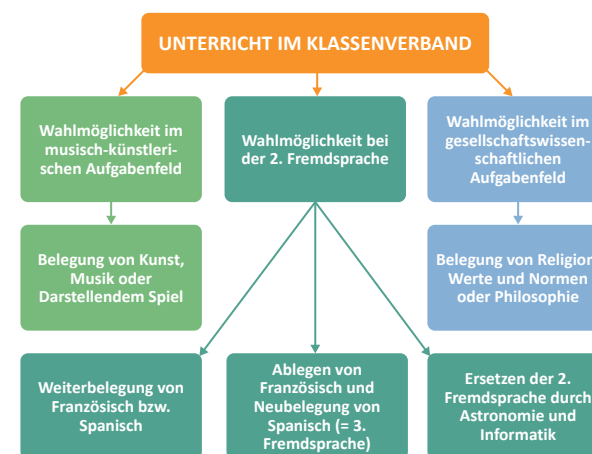 UNTERRICHT IM KLASSENVERBAND
Wahlmöglichkeit im
musisch-künstleri-
schen Aufgabenfeld
Wahlmöglichkeit bei
der 2. Fremdsprache
Wahlmöglichkeit im
gesellschaftswissen-
schaftlichen
Aufgabenfeld
Belegung von Kunst,
Musik oder
Darstellendem Spiel
Belegung von Religion
Werte und Normen
oder Philosophie
Weiterbelegung von
Französisch bzw.
Spanisch
Ablegen von
Französisch und
Neubelegung von
Spanisch (= 3.
Fremdsprache)
Ersetzen der 2.
Fremdsprache durch
Astronomie und
Informatik